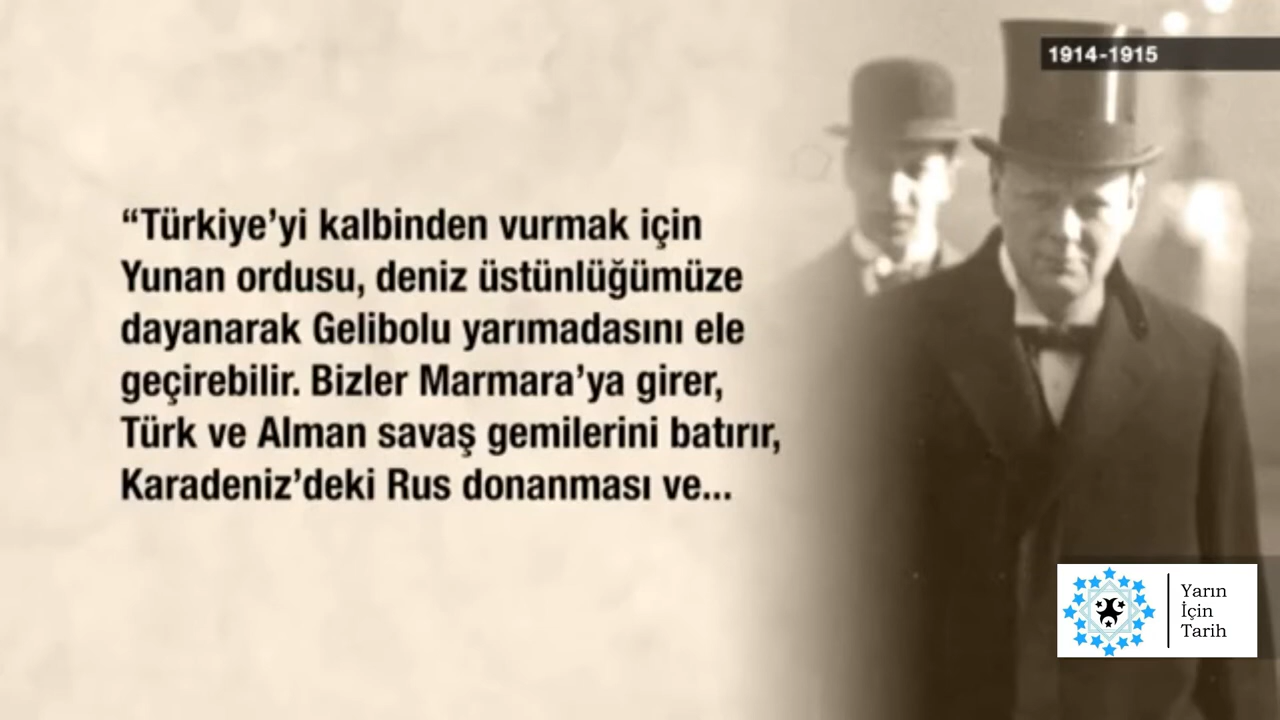 1914-1915
“Türkiye’yi kalbinden vurmak için
Yunan ordusu, deniz üstünlüğümüze
dayanarak Gelibolu yarımadasını ele
geçirebilir. Bizler Marmara’ya girer,
Türk ve Alman savaş gemilerini batırır,
Karadeniz’deki Rus donanması ve...
Yarın
İçin
Tarih